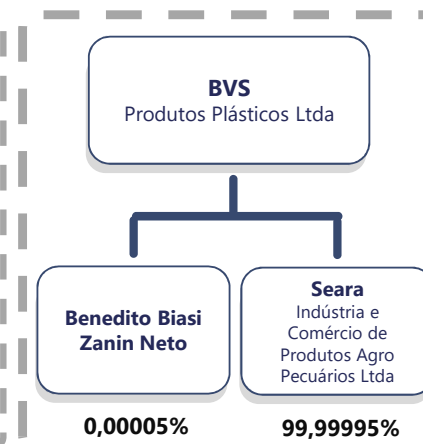 BVS
Produtos Plásticos Ltda
Benedito Biasi
Zanin Neto
Seara
Indústria e
Comércio de
Produtos Agro
Pecuários Ltda
0,00005%
99,99995%